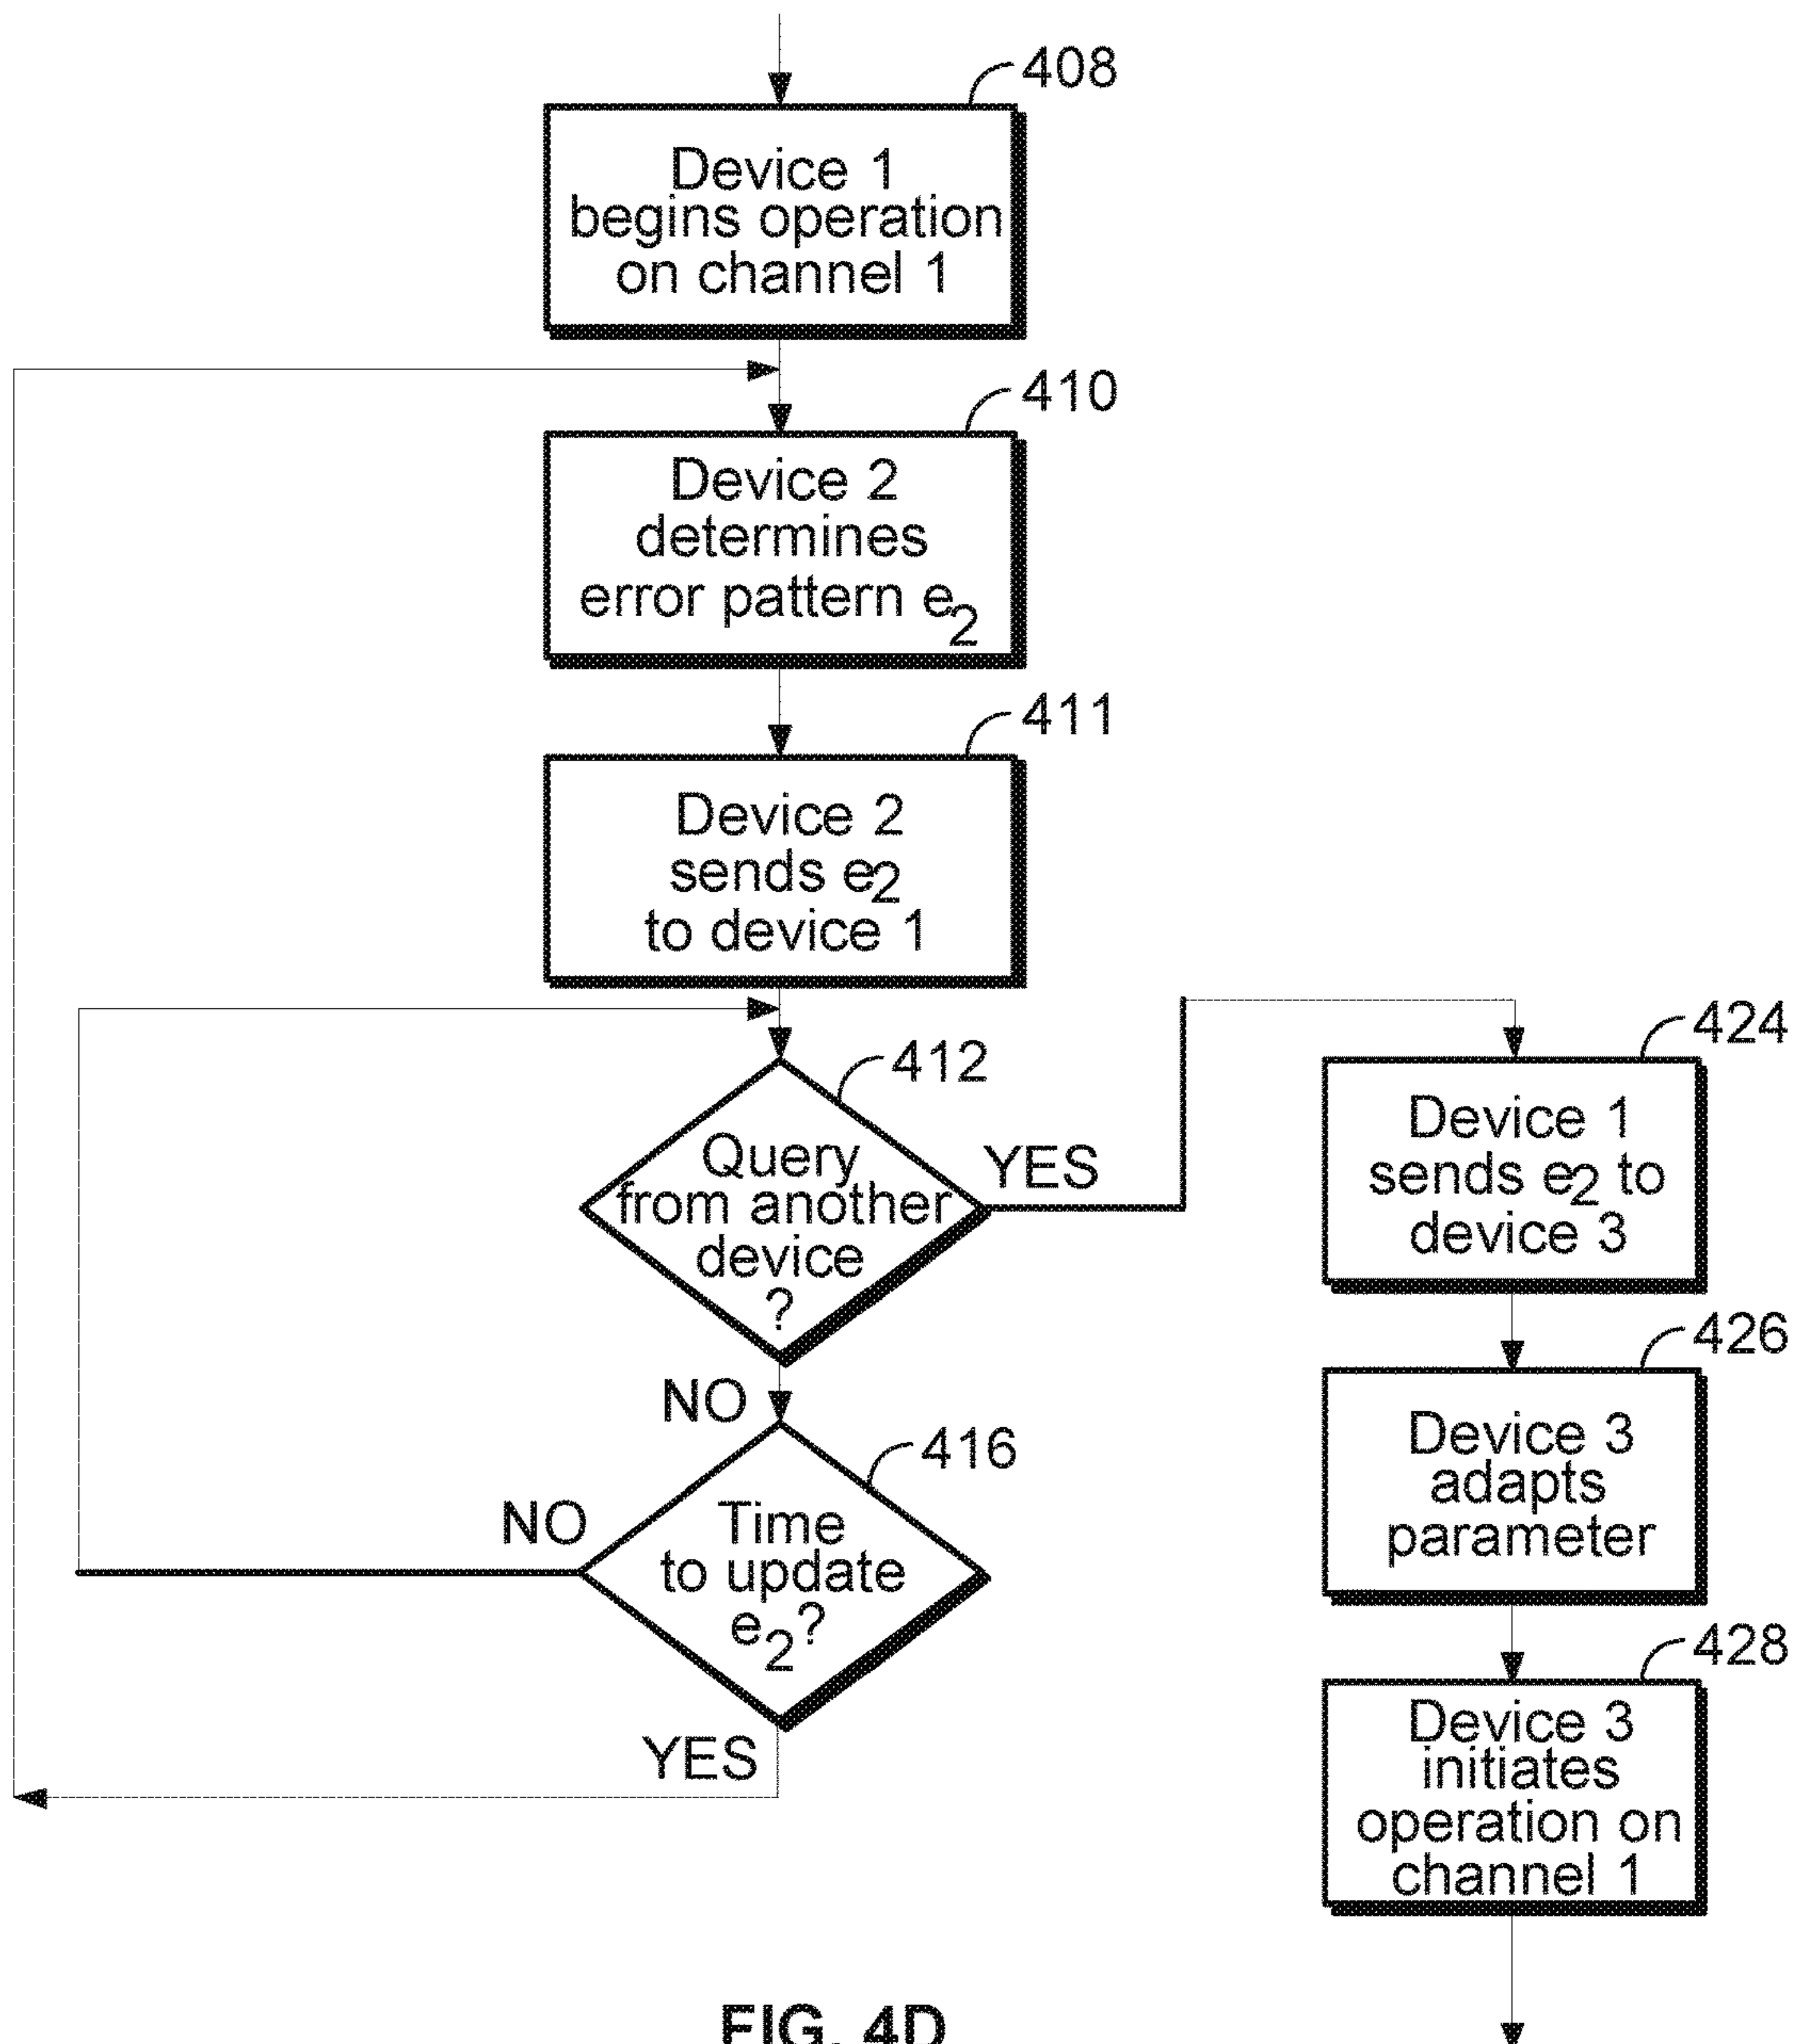 408
Device 1
begins operation
on channel 1
410
Device 2
determines
error pattern e2
411
Device 2
sends e2
to device 1
412
Query
from another
device
?
YES
NO
416
Time
to update
e2?
NO
YES
424
Device 1
sends e2 to
device 3
426
Device 3
adapts
parameter
428
Device 3
initiates
operation on
channel 1
FIG. 4D